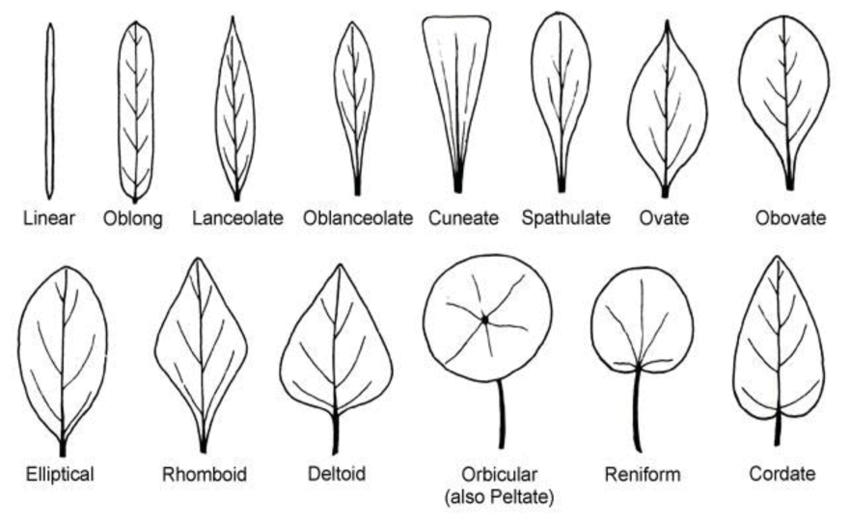 Linear Oblong Lanceolate Oblanceolate Cuneate Spathulate Ovate Obovate
Elliptical Rhomboid Deltoid Orbicular Reniform Cordate
(also Peltate)